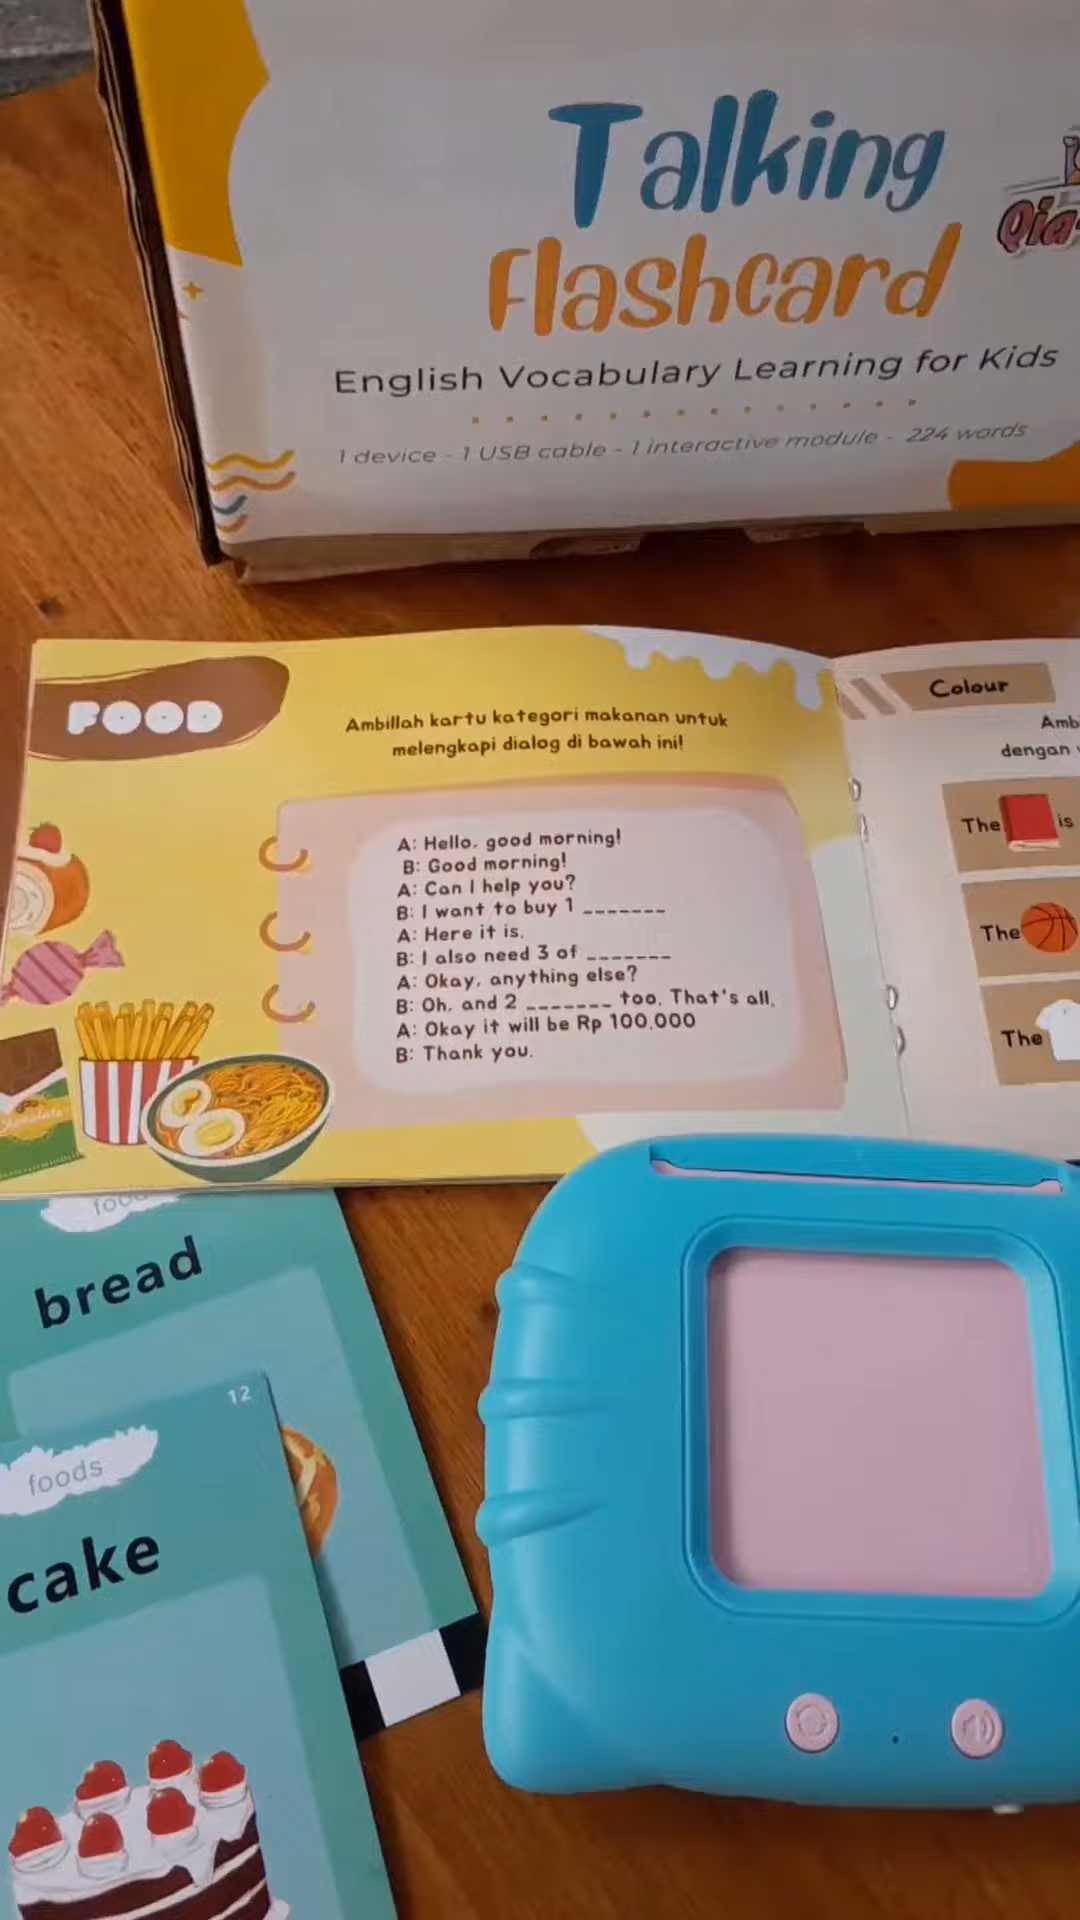 Talking
Flashcard
English Vocabulary Learning for Kids
1 device - 1 USB cable - 1 interactive module - 224 words
FOOD
Ambillah kartu kategori makanan untuk
melengkapi dialog di bawah ini!
A: Hello, good morning!
B: Good morning!
A: Can I help you?
B: I want to buy 1 _______
A: Here it is.
B: I also need 3 of _______
A: Okay, anything else?
B: Oh, and 2 _______ too. That's all.
A: Okay it will be Rp 100.000
B: Thank you.
Colour
dengan
The is
The
The
bread
12
foods
cake